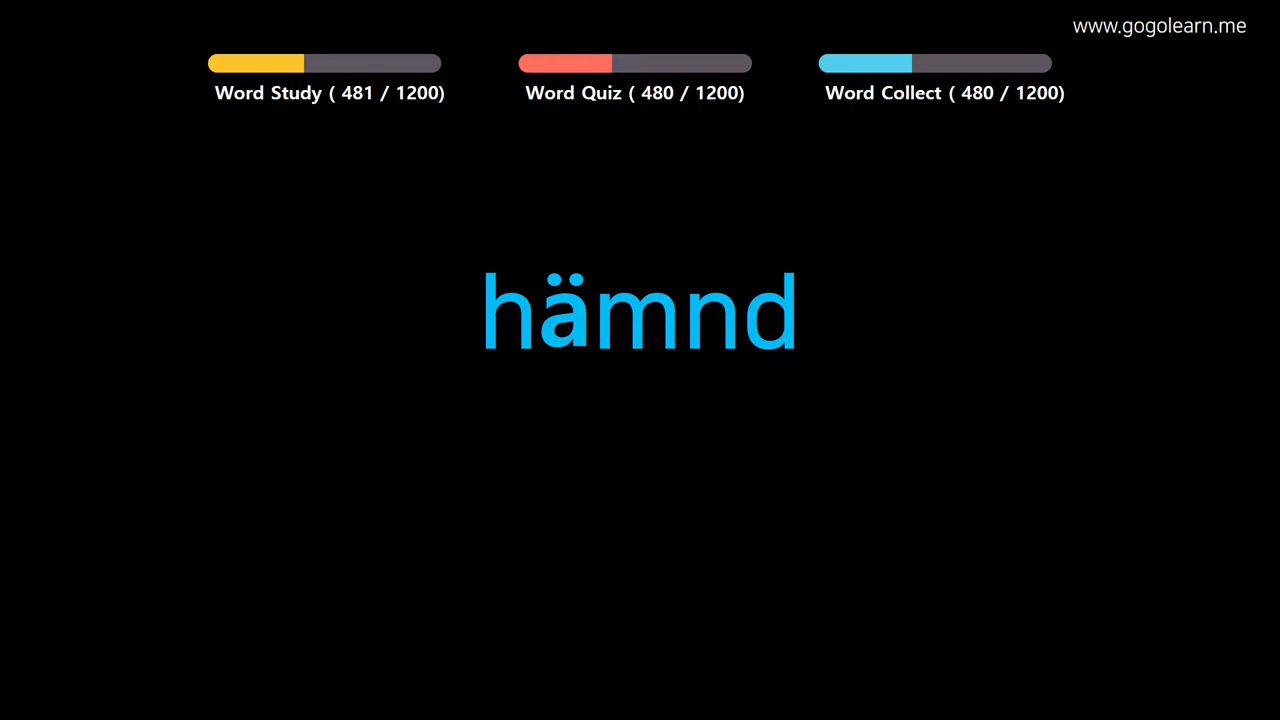 www.gogolearn.me
Word Study ( 481 / 1200)
Word Quiz ( 480 / 1200)
Word Collect ( 480 / 1200)
hämnd